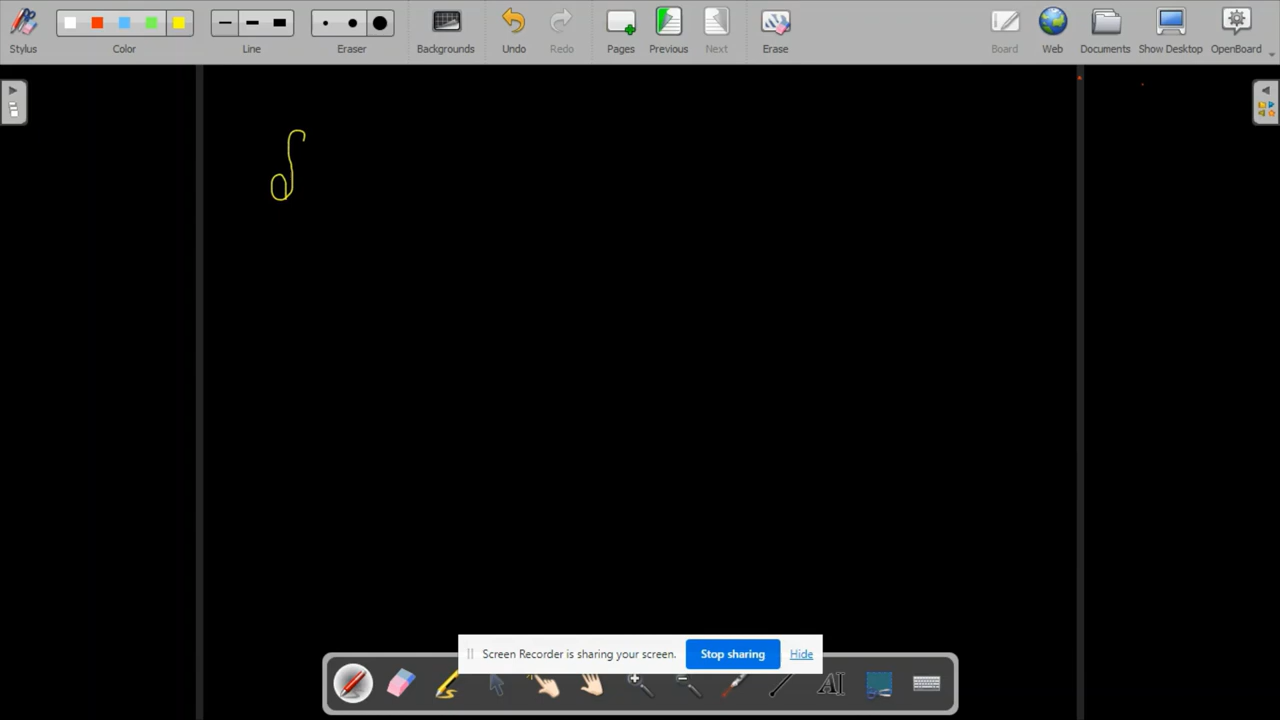 Stylus Color Line Eraser Backgrounds Undo Redo Pages Previous Next Erase Board Web Documents Show Desktop OpenBoard
Screen Recorder is sharing your screen. Stop sharing Hide